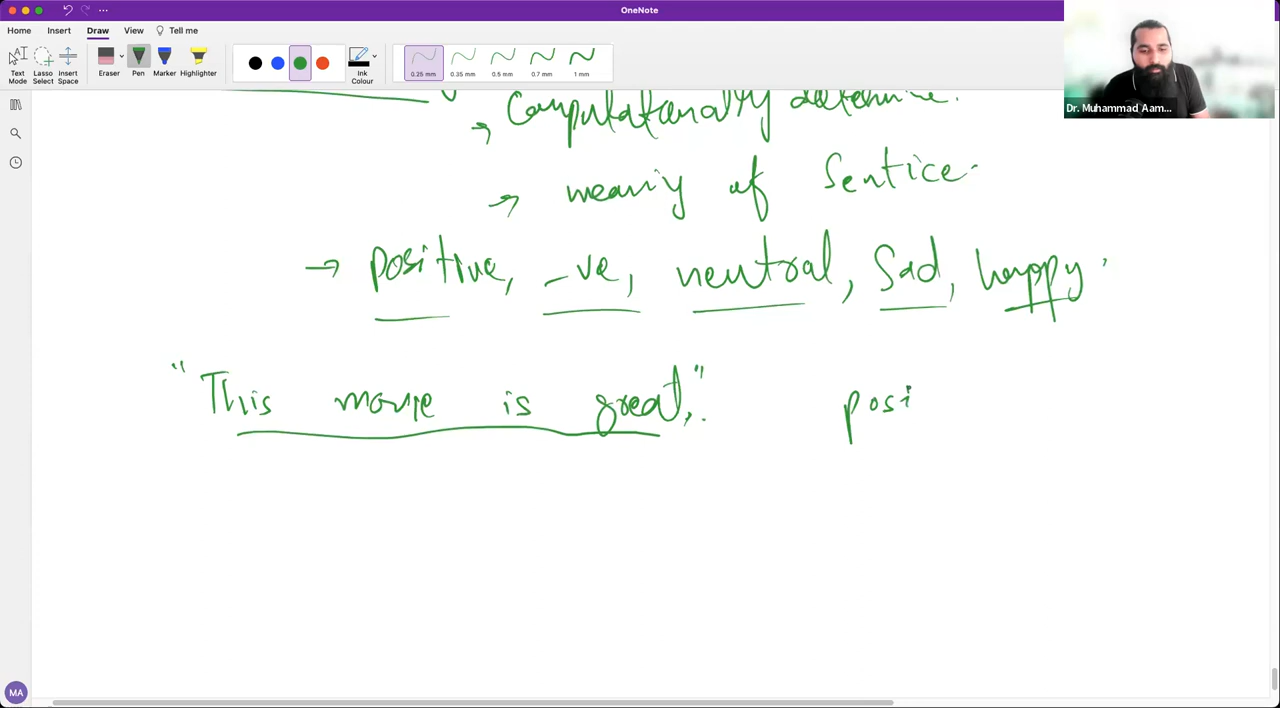 OneNote
Home Insert Draw View Tell me
Text Mode Lasso Select Insert Space Eraser Pen Marker Highlighter Ink Colour 0.25 mm 0.35 mm 0.5 mm 0.7 mm 1 mm
Dr. Muhammad Aam...
→ Computationally determine.
→ meaning of Sentice.
→ positive, -ve, neutral, Sad, happy
"This movie is great." posi
MA